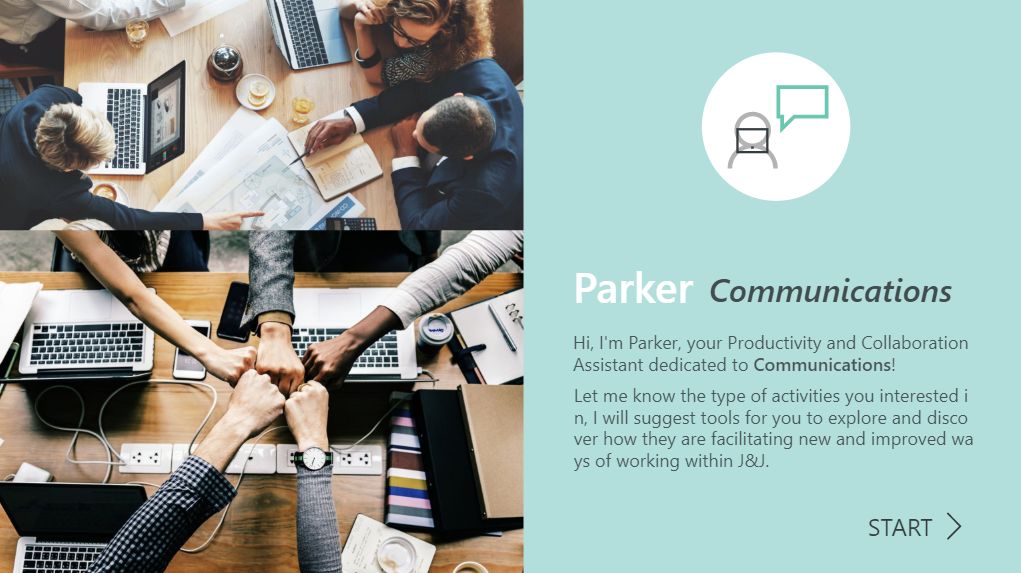 Parker Communications
Hi, I'm Parker, your Productivity and Collaboration
Assistant dedicated to Communications!
Let me know the type of activities you interested i
n, I will suggest tools for you to explore and disco
ver how they are facilitating new and improved wa
ys of working within J&J.
START